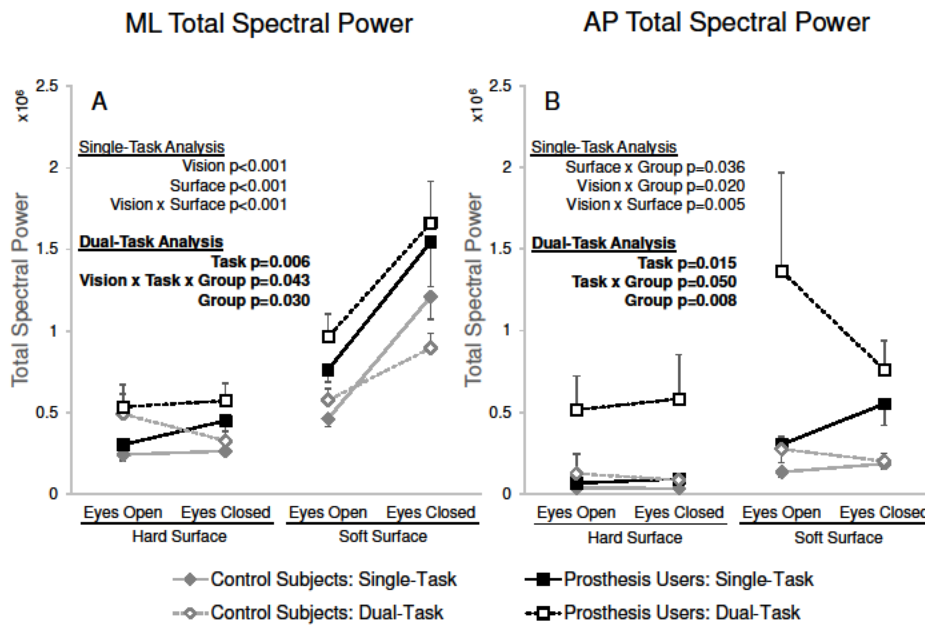 ML Total Spectral Power
AP Total Spectral Power
x10⁶
2.5
2
1.5
1
0.5
0
Total Spectral Power
A
Single-Task Analysis
Vision p<0.001
Surface p<0.001
Vision x Surface p<0.001
Dual-Task Analysis
Task p=0.006
Vision x Task x Group p=0.043
Group p=0.030
Eyes Open Eyes Closed Eyes Open Eyes Closed
Hard Surface Soft Surface
x10⁶
2.5
2
1.5
1
0.5
0
Total Spectral Power
B
Single-Task Analysis
Surface x Group p=0.036
Vision x Group p=0.020
Vision x Surface p=0.005
Dual-Task Analysis
Task p=0.015
Task x Group p=0.050
Group p=0.008
Eyes Open Eyes Closed Eyes Open Eyes Closed
Hard Surface Soft Surface
Control Subjects: Single-Task
Prosthesis Users: Single-Task
Control Subjects: Dual-Task
Prosthesis Users: Dual-Task